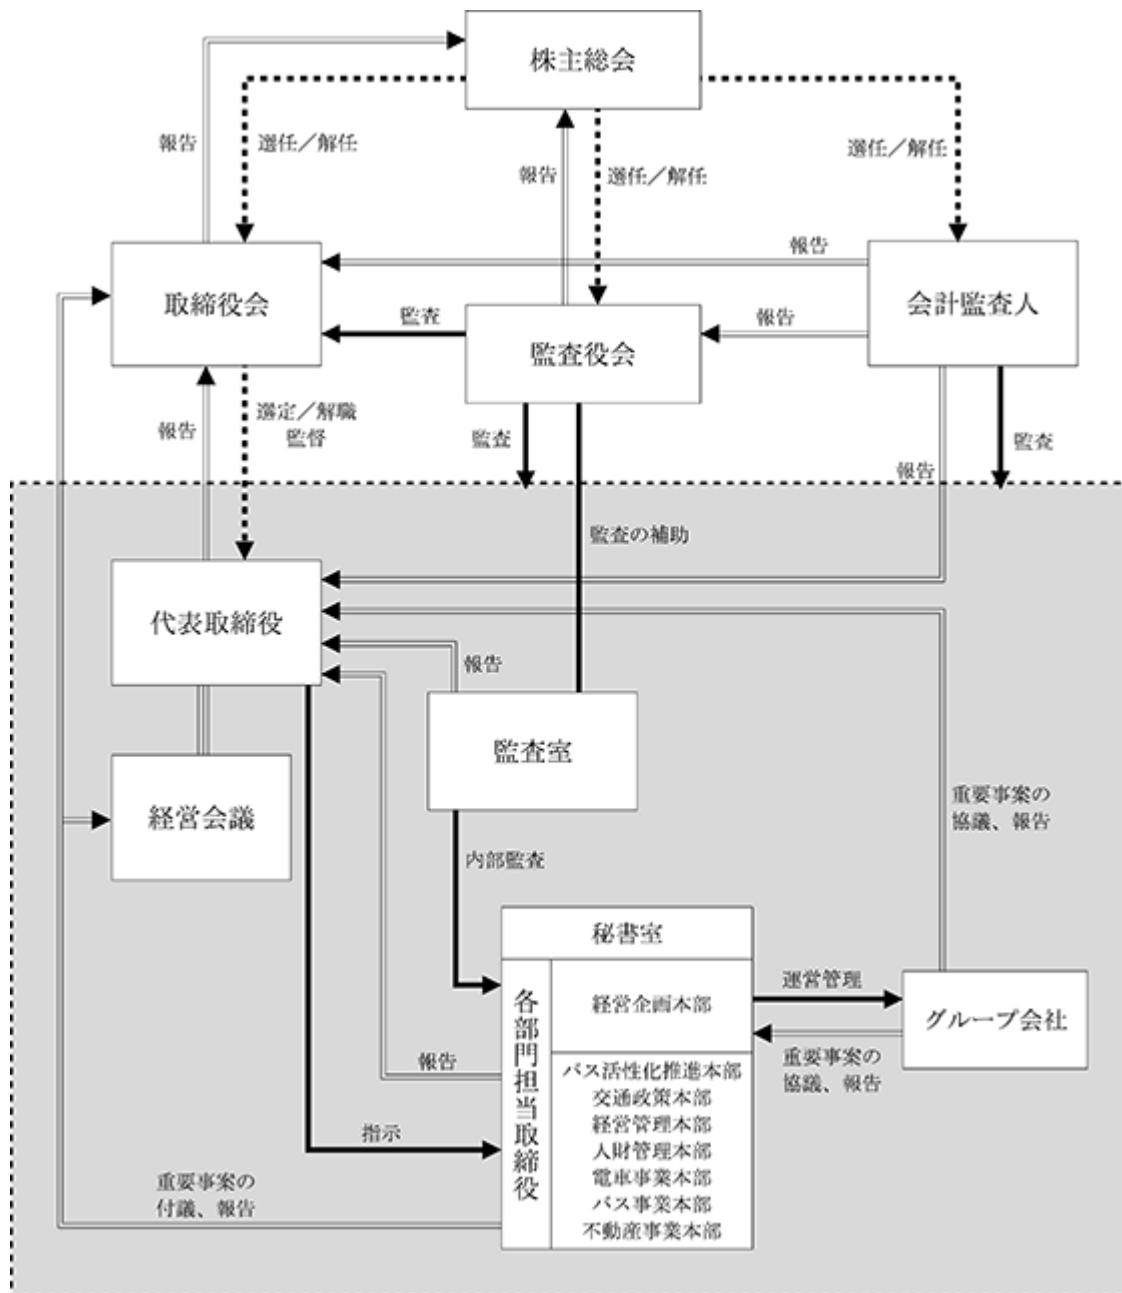 株主総会
報告
選任／解任
報告
選任／解任
選任／解任
取締役会
報告
会計監査人
監査
監査役会
報告
報告
選定／解職
監督
監査
報告
監査
監査の補助
代表取締役
報告
監査室
経営会議
重要事案の
協議、報告
内部監査
秘書室
各部門担当取締役
経営企画本部
運営管理
グループ会社
重要事案の
協議、報告
報告
バス活性化推進本部
交通政策本部
経営管理本部
人財管理本部
電車事業本部
バス事業本部
不動産事業本部
指示
重要事案の
付議、報告